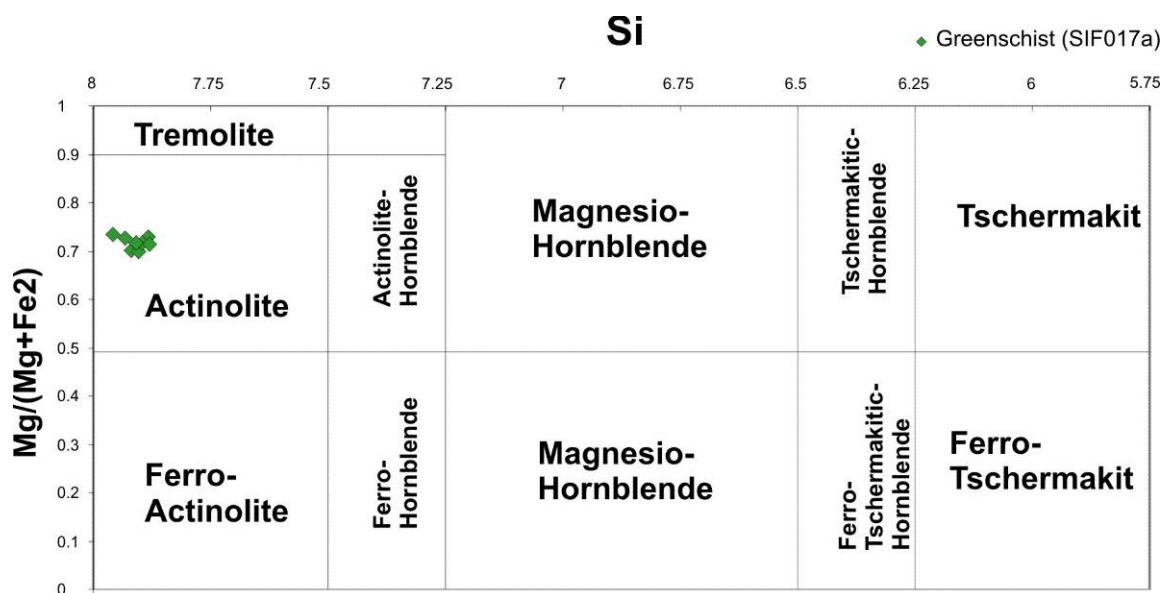 Si
Greenschist (SIF017a)
8 7.75 7.5 7.25 7 6.75 6.5 6.25 6 5.75
Mg/(Mg+Fe2)
1
0.9
0.8
0.7
0.6
0.5
0.4
0.3
0.2
0.1
0
Tremolite
Actinolite
Actinolite-
Hornblende
Magnesio-
Hornblende
Tschermakitic-
Hornblende
Tschermakit
Ferro-
Actinolite
Ferro-
Hornblende
Magnesio-
Hornblende
Ferro-
Tschermakitic-
Hornblende
Ferro-
Tschermakit